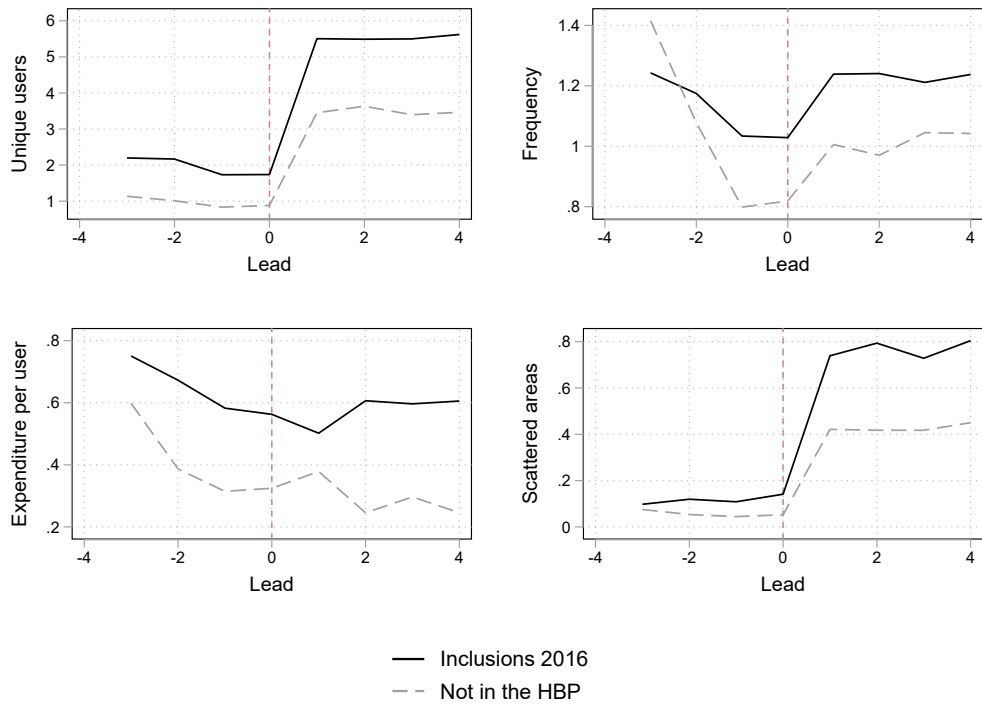 Unique users
6
5
4
3
2
1
-4 -2 0 2 4
Lead
Frequency
1.4
1.2
1
.8
-4 -2 0 2 4
Lead
Expenditure per user
.8
.6
.4
.2
-4 -2 0 2 4
Lead
Scattered areas
.8
.6
.4
.2
0
-4 -2 0 2 4
Lead
Inclusions 2016
Not in the HBP